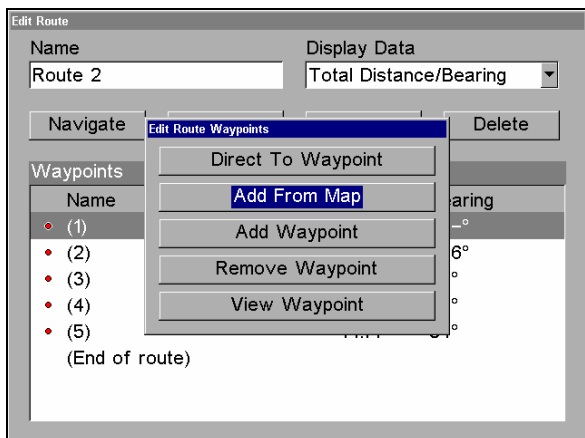 Edit Route
Name Display Data
Route 2 Total Distance/Bearing
Navigate Delete
Edit Route Waypoints
Direct To Waypoint
Waypoints
Add From Map
Name
(1)
Add Waypoint
(2)
Remove Waypoint
(3)
View Waypoint
(4)
(5)
(End of route)